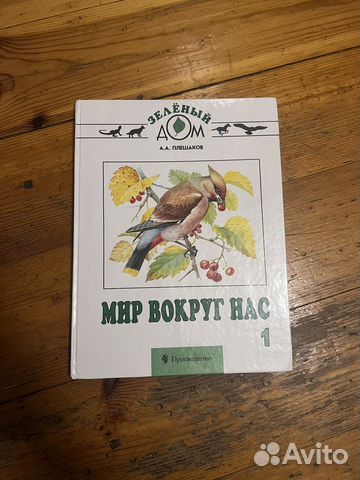 ЗЕЛЁНЫЙ
ДОМ
А.А. ПЛЕШАКОВ
МИР ВОКРУГ НАС
1
Просвещение
Avito